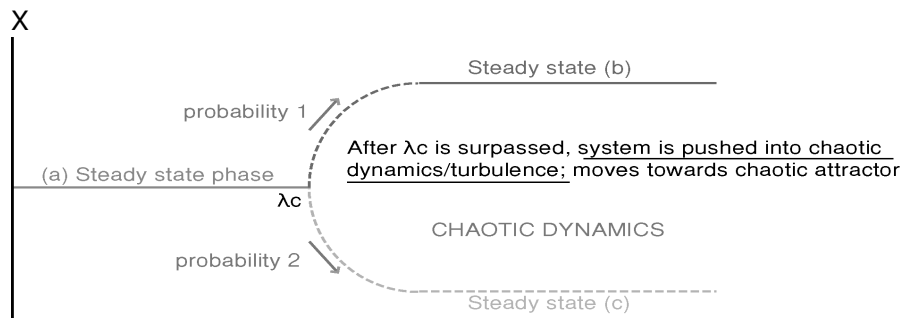 X
Steady state (b)
probability 1
After λc is surpassed, system is pushed into chaotic
dynamics/turbulence; moves towards chaotic attractor
(a) Steady state phase
λc
CHAOTIC DYNAMICS
probability 2
Steady state (c)